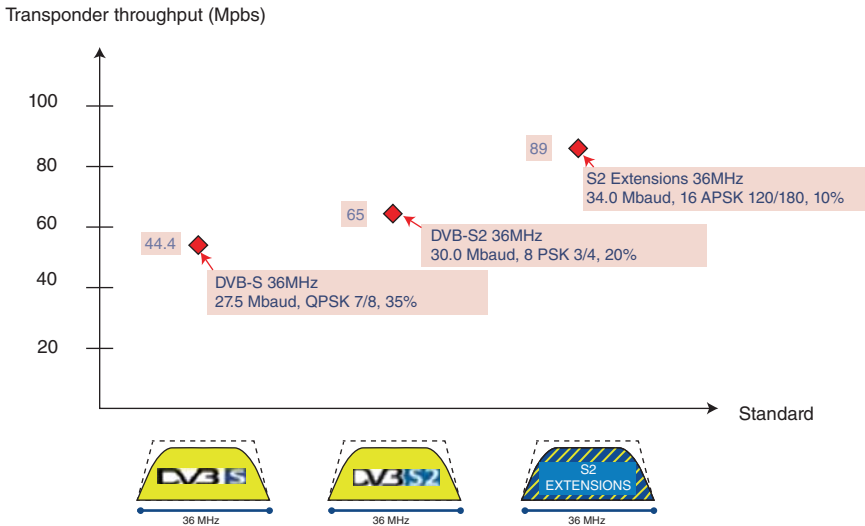 Transponder throughput (Mpbs)
100
80
60
40
20
89
S2 Extensions 36MHz
34.0 Mbaud, 16 APSK 120/180, 10%
65
DVB-S2 36MHz
30.0 Mbaud, 8 PSK 3/4, 20%
44.4
DVB-S 36MHz
27.5 Mbaud, QPSK 7/8, 35%
Standard
DVB S
DVB S2
S2
EXTENSIONS
36 MHz
36 MHz
36 MHz